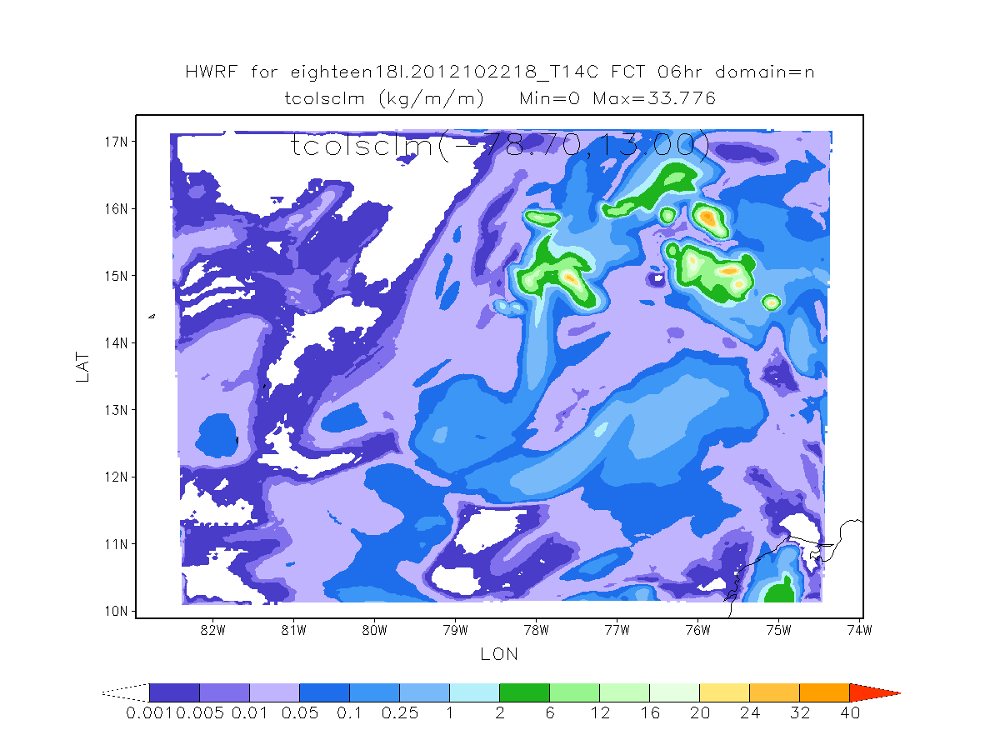 HWRF for eighteen18l.2012102218_T14C FCT 06hr domain=n
tcolsclm (kg/m/m) Min=0 Max=33.776
tcolsclm(-78.70,13.00)
17N
16N
15N
14N
13N
12N
11N
10N
LAT
82W 81W 80W 79W 78W 77W 76W 75W 74W
LON
0.001 0.005 0.01 0.05 0.1 0.25 1 2 6 12 16 20 24 32 40